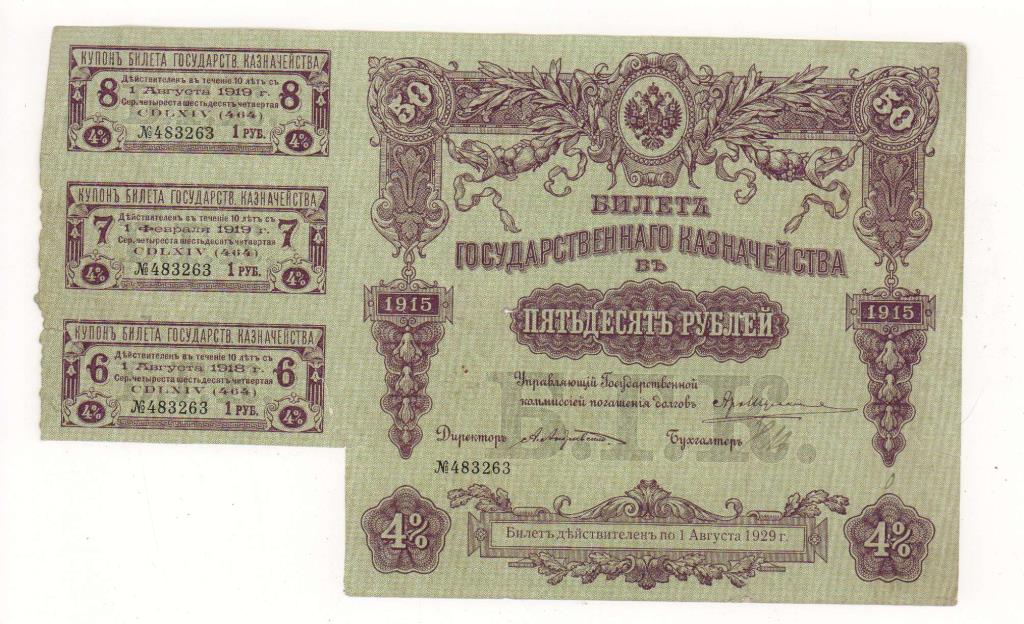 КУПОНЪ БИЛЕТА ГОСУДАРСТВ. КАЗНАЧЕЙСТВА
Дѣйствителенъ въ теченіе 10 лѣтъ съ
8 1 Августа 1919 г. 8
Сер. четыреста шестьдесятъ четвертая
CDLXIV (464)
№483263 1 РУБ.
4% 4%
КУПОНЪ БИЛЕТА ГОСУДАРСТВ. КАЗНАЧЕЙСТВА
Дѣйствителенъ въ теченіе 10 лѣтъ съ
7 1 Февраля 1919 г. 7
Сер. четыреста шестьдесятъ четвертая
CDLXIV (464)
№483263 1 РУБ.
4% 4%
КУПОНЪ БИЛЕТА ГОСУДАРСТВ. КАЗНАЧЕЙСТВА
Дѣйствителенъ въ теченіе 10 лѣтъ съ
6 1 Августа 1918 г. 6
Сер. четыреста шестьдесятъ четвертая
CDLXIV (464)
№483263 1 РУБ.
4% 4%
50 50
БИЛЕТЪ
ГОСУДАРСТВЕННАГО КАЗНАЧЕЙСТВА
ВЪ
1915 1915
ПЯТЬДЕСЯТЪ РУБЛЕЙ
Управляющій Государственной
коммиссіей погашенія долговъ
Директоръ Бухгалтеръ
Б.Г.К.
№483263
4% 4%
Билетъ дѣйствителенъ по 1 Августа 1929 г.